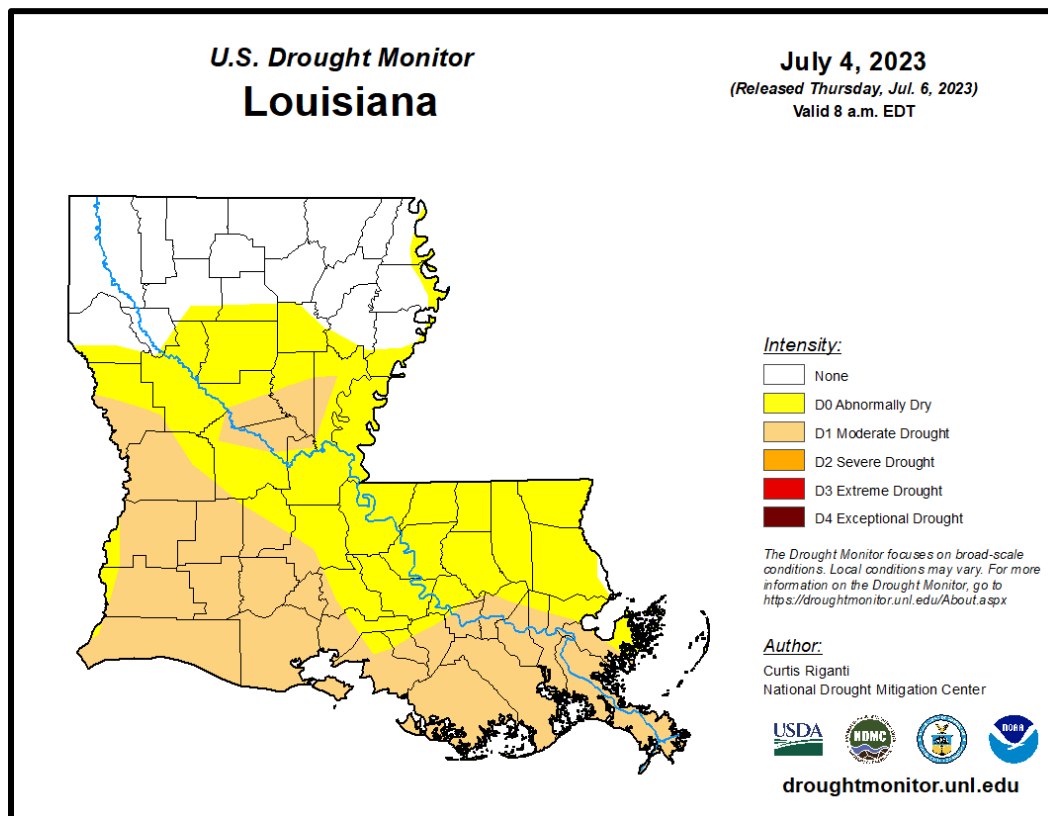 U.S. Drought Monitor
Louisiana
July 4, 2023
(Released Thursday, Jul. 6, 2023)
Valid 8 a.m. EDT
Intensity:
None
D0 Abnormally Dry
D1 Moderate Drought
D2 Severe Drought
D3 Extreme Drought
D4 Exceptional Drought
The Drought Monitor focuses on broad-scale
conditions. Local conditions may vary. For more
information on the Drought Monitor, go to
https://droughtmonitor.unl.edu/About.aspx
Author:
Curtis Riganti
National Drought Mitigation Center
USDA
NDMC
NOAA
droughtmonitor.unl.edu